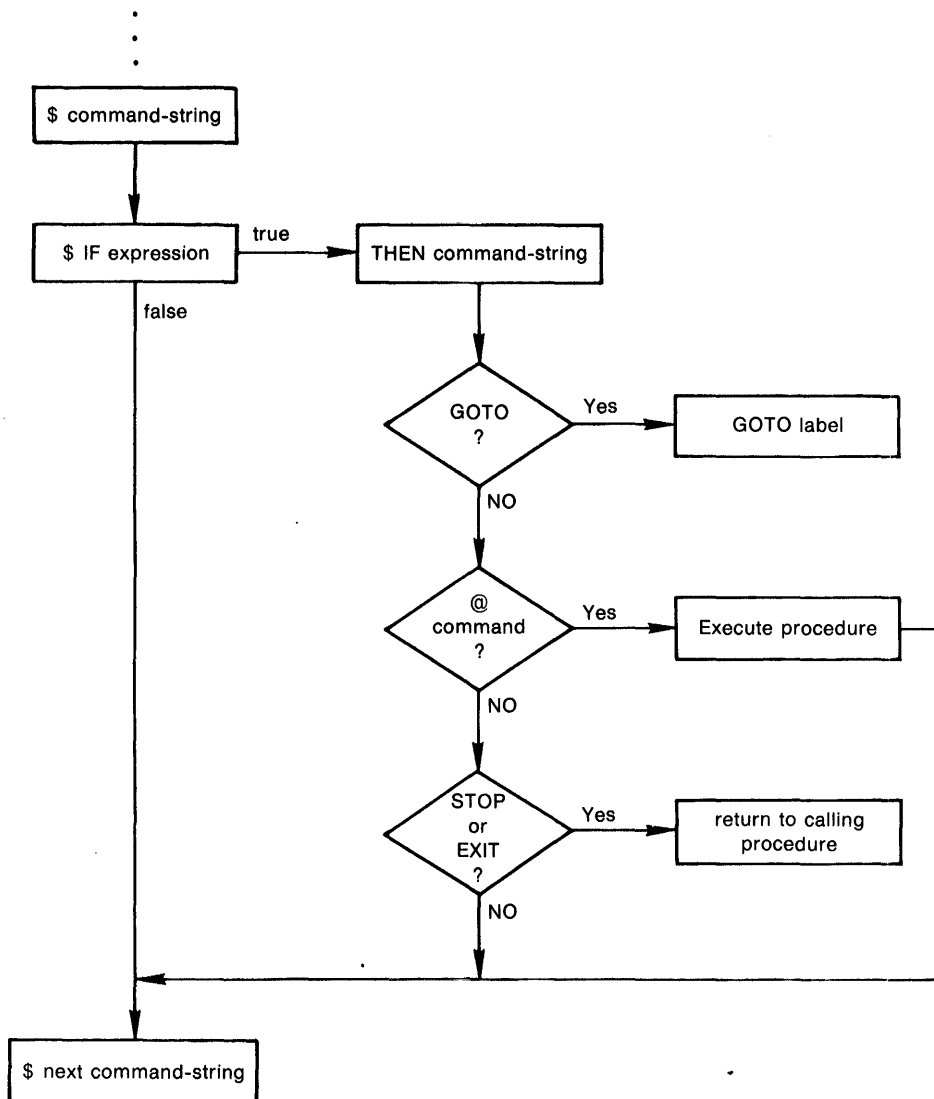 $ command-string
$ IF expression
true
THEN command-string
false
GOTO
?
Yes
GOTO label
NO
@
command
?
Yes
Execute procedure
NO
STOP
or
EXIT
?
Yes
return to calling
procedure
NO
$ next command-string